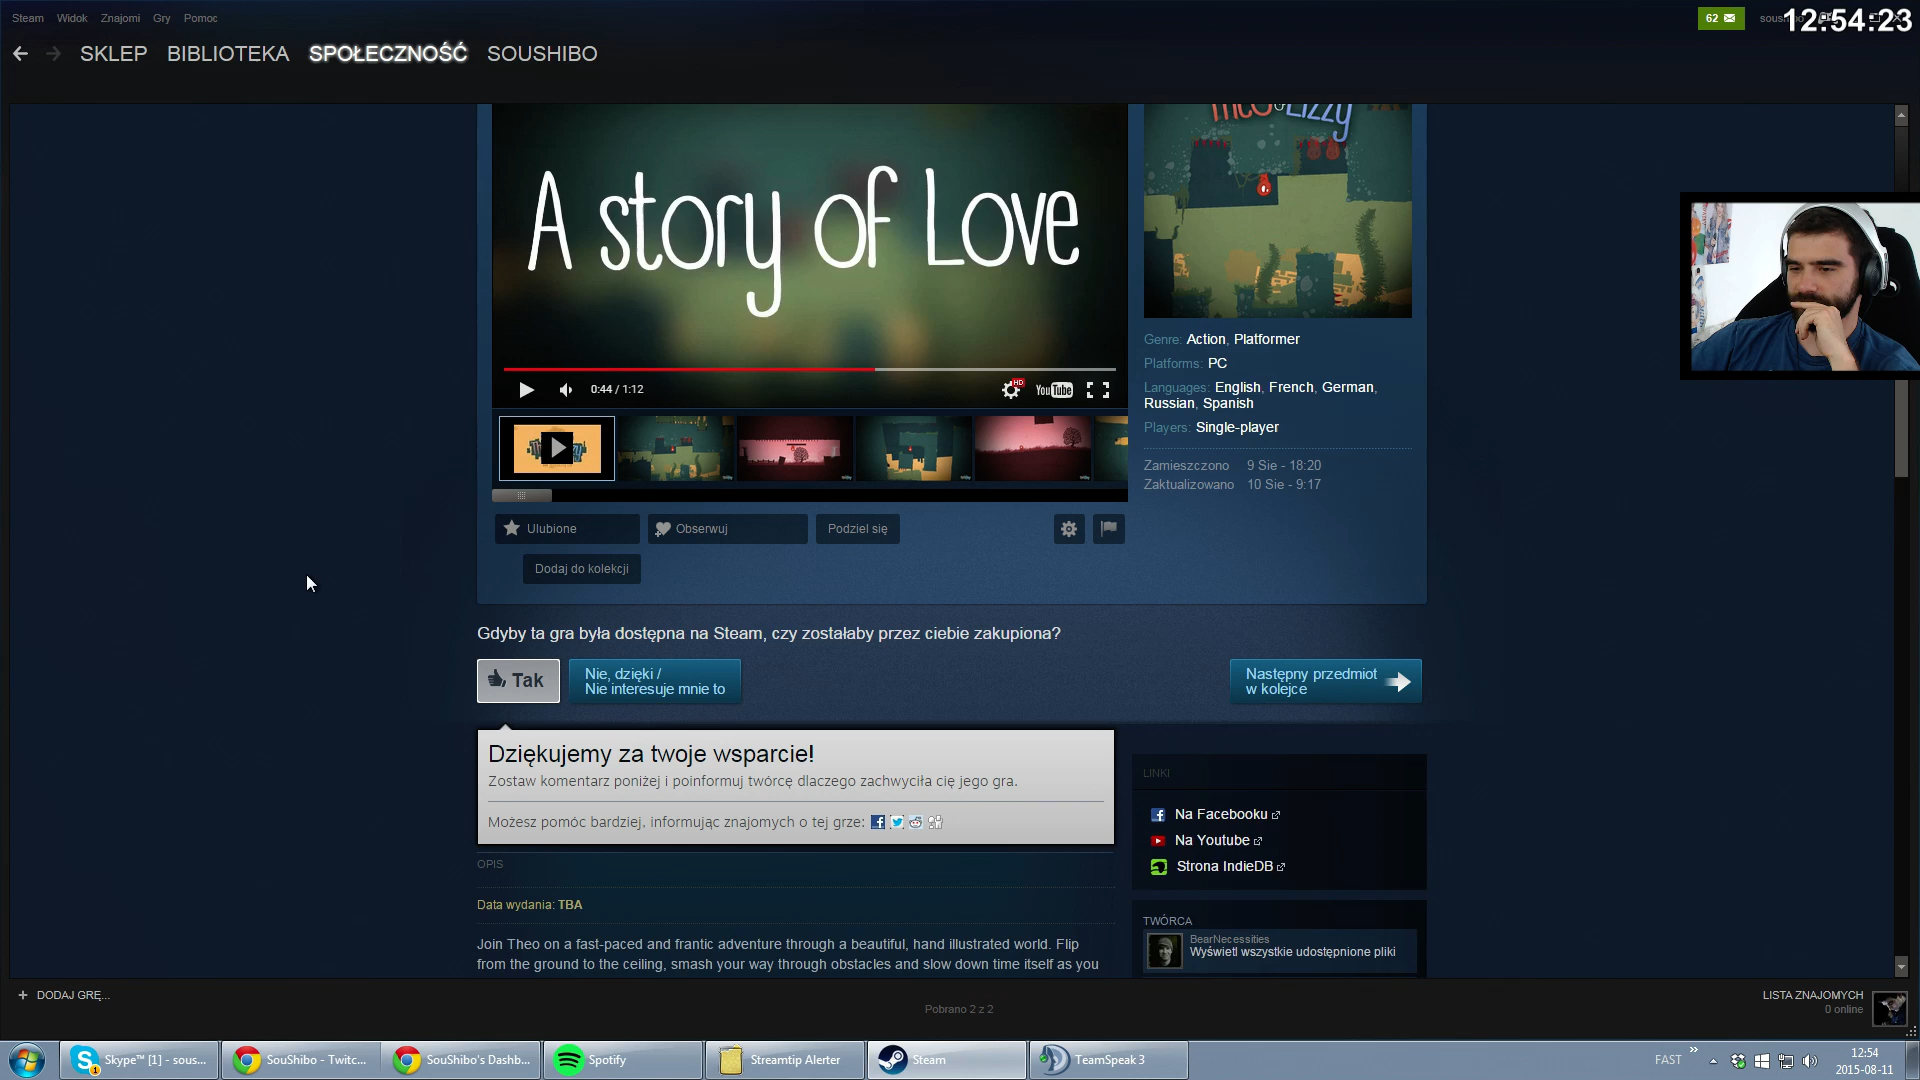 Steam Widok Znajomi Gry Pomoc
62
12:54:23
SKLEP BIBLIOTEKA SPOŁECZNOŚĆ SOUSHIBO
A story of Love
0:44 / 1:12
HD
YouTube
Genre: Action, Platformer
Platforms: PC
Languages: English, French, German,
Russian, Spanish
Players: Single-player
Zamieszczono 9 Sie - 18:20
Zaktualizowano 10 Sie - 9:17
Ulubione Obserwuj Podziel się
Dodaj do kolekcji
Gdyby ta gra była dostępna na Steam, czy zostałaby przez ciebie zakupiona?
Tak
Nie, dzięki /
Nie interesuje mnie to
Następny przedmiot
w kolejce
Dziękujemy za twoje wsparcie!
Zostaw komentarz poniżej i poinformuj twórcę dlaczego zachwyciła cię jego gra.
Możesz pomóc bardziej, informując znajomych o tej grze:
OPIS
Data wydania: TBA
Join Theo on a fast-paced and frantic adventure through a beautiful, hand illustrated world. Flip
from the ground to the ceiling, smash your way through obstacles and slow down time itself as you
LINKI
Na Facebooku
Na Youtube
Strona IndieDB
TWÓRCA
BearNecessities
Wyświetl wszystkie udostępnione pliki
+ DODAJ GRĘ...
Pobrano 2 z 2
LISTA ZNAJOMYCH
0 online
Skype™ [1] - sous...
SouShibo - Twitc...
SouShibo's Dashb...
Spotify
Streamtip Alerter
Steam
TeamSpeak 3
FAST
12:54
2015-08-11